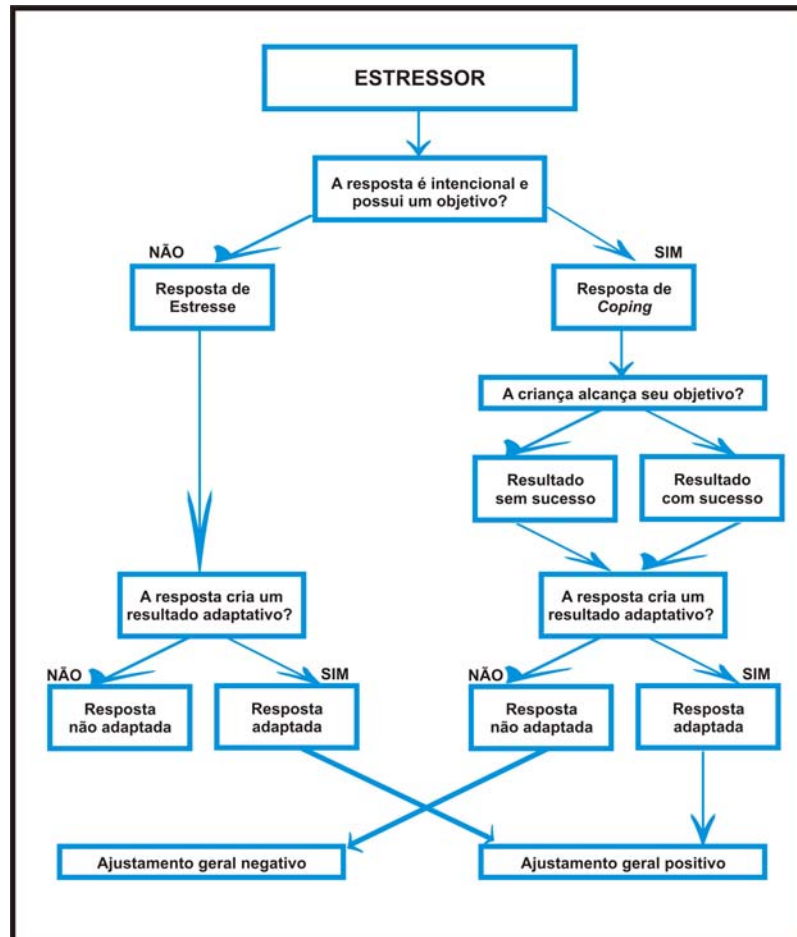 ESTRESSOR
A resposta é intencional e
possui um objetivo?
NÃO
SIM
Resposta de
Estresse
Resposta de
Coping
A criança alcança seu objetivo?
Resultado
sem sucesso
Resultado
com sucesso
A resposta cria um
resultado adaptativo?
A resposta cria um
resultado adaptativo?
NÃO
SIM
NÃO
SIM
Resposta
não adaptada
Resposta
adaptada
Resposta
não adaptada
Resposta
adaptada
Ajustamento geral negativo
Ajustamento geral positivo